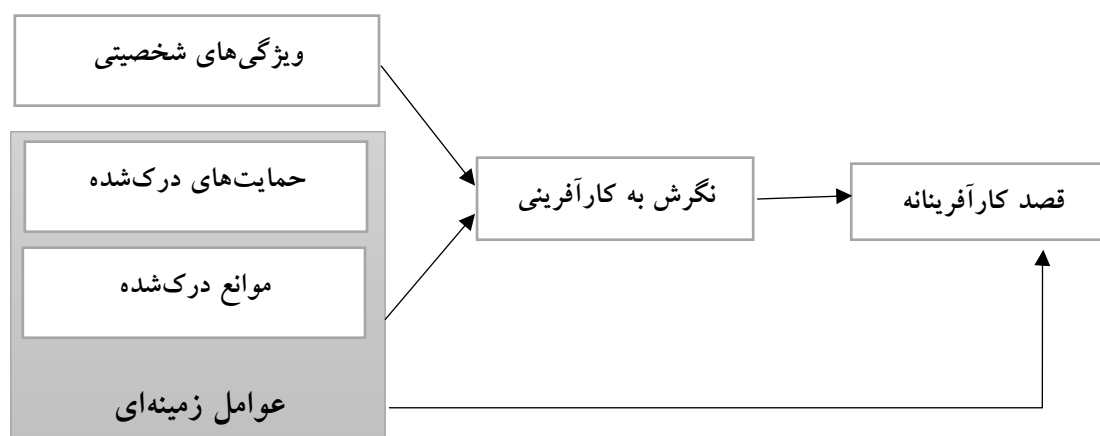 ویژگی‌های شخصیتی
حمایت‌های درک‌شده
موانع درک‌شده
عوامل زمینه‌ای
نگرش به کارآفرینی
قصد کارآفرینانه